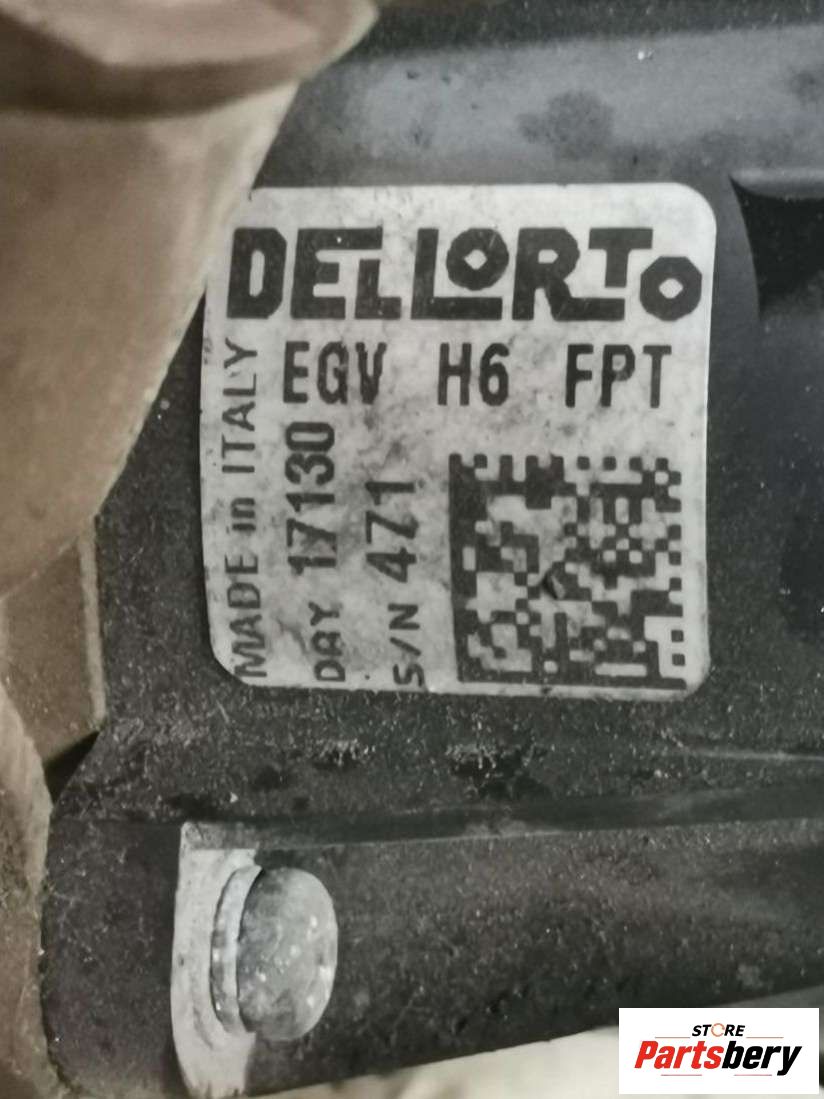 DELLORTO
EGV H6 FPT
MADE in ITALY
DAY 17130
S/N 471
STORE
Partsbery